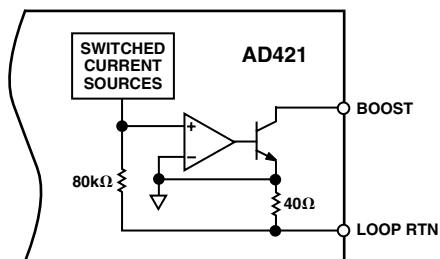 SWITCHED
CURRENT
SOURCES
AD421
BOOST
+
−
80kΩ
40Ω
LOOP RTN